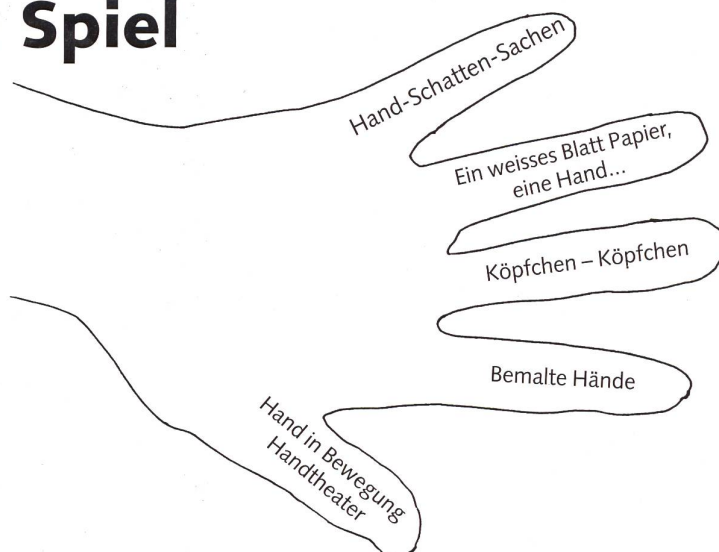 Spiel
Hand-Schatten-Sachen
Ein weisses Blatt Papier,
eine Hand...
Köpfchen – Köpfchen
Bemalte Hände
Hand in Bewegung
Handtheater